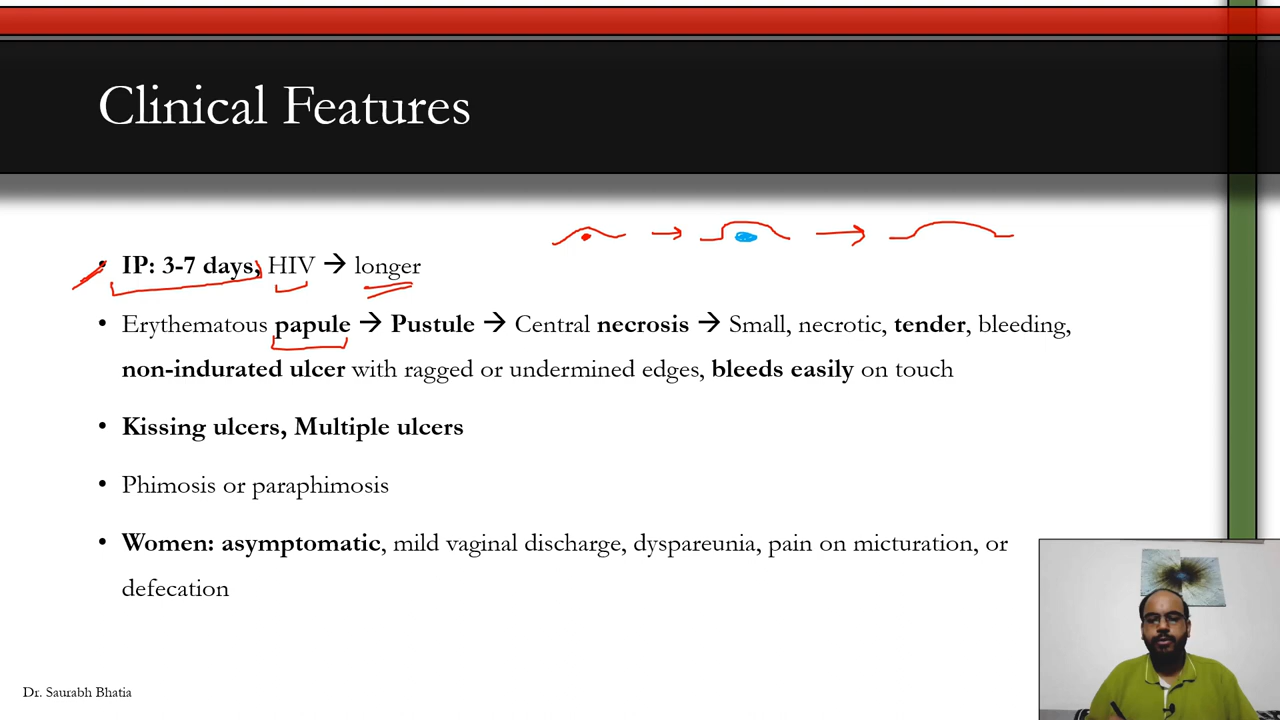 Clinical Features
• IP: 3-7 days, HIV → longer
• Erythematous papule → Pustule → Central necrosis → Small, necrotic, tender, bleeding,
non-indurated ulcer with ragged or undermined edges, bleeds easily on touch
• Kissing ulcers, Multiple ulcers
• Phimosis or paraphimosis
• Women: asymptomatic, mild vaginal discharge, dyspareunia, pain on micturation, or
defecation
Dr. Saurabh Bhatia